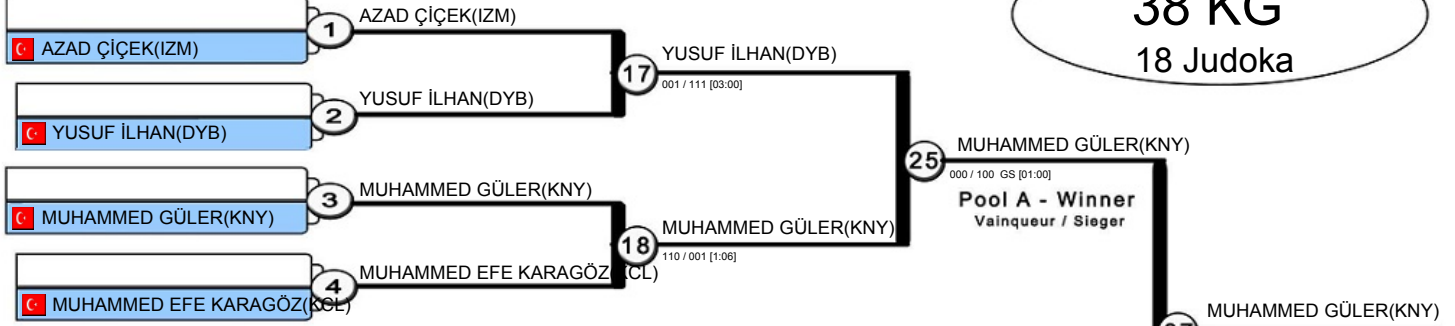 38 KG
18 Judoka
AZAD ÇİÇEK(IZM)
1
AZAD ÇİÇEK(IZM)
YUSUF İLHAN(DYB)
17
001 / 111 [03:00]
YUSUF İLHAN(DYB)
2
YUSUF İLHAN(DYB)
MUHAMMED GÜLER(KNY)
25
000 / 100 GS [01:00]
Pool A - Winner
Vainqueur / Sieger
MUHAMMED GÜLER(KNY)
3
MUHAMMED GÜLER(KNY)
MUHAMMED GÜLER(KNY)
18
110 / 001 [1:06]
MUHAMMED EFE KARAGÖZ(KCL)
4
MUHAMMED EFE KARAGÖZ(KCL)
MUHAMMED GÜLER(KNY)